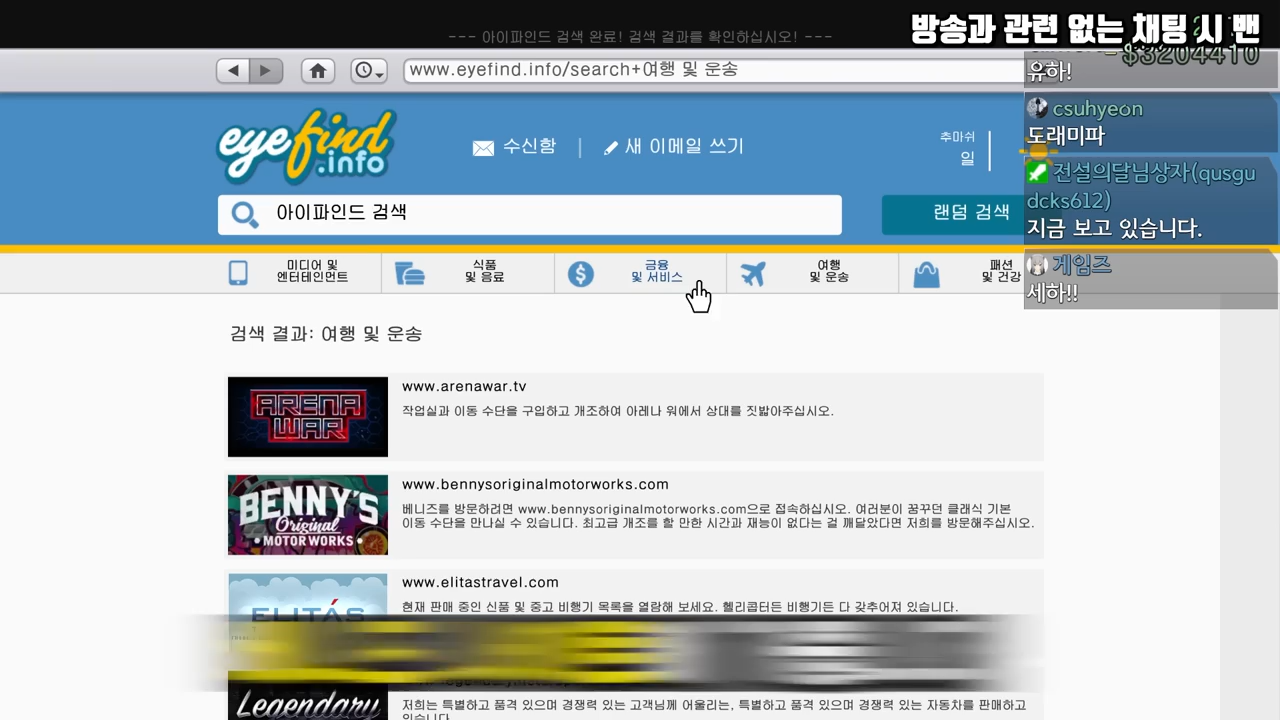 방송과 관련 없는 채팅 시 밴
--- 아이파인드 검색 완료! 검색 결과를 확인하십시오! ---
$3204410
www.eyefind.info/search+여행 및 운송
유하!
csuhyeon
도래미파
전설의달님상자(qusgu
dcks612)
지금 보고 있습니다.
게임즈
세하!!
eyefind
.info
수신함
새 이메일 쓰기
추마쉬
일
아이파인드 검색
랜덤 검색
미디어 및
엔터테인먼트
식품
및 음료
금융
및 서비스
여행
및 운송
패션
및 건강
검색 결과: 여행 및 운송
ARENA
WAR
www.arenawar.tv
작업실과 이동 수단을 구입하고 개조하여 아레나 워에서 상대를 짓밟아주십시오.
BENNY'S
Original
MOTOR WORKS
www.bennysoriginalmotorworks.com
베니즈를 방문하려면 www.bennysoriginalmotorworks.com으로 접속하십시오. 여러분이 꿈꾸던 클래식 기본
이동 수단을 만나실 수 있습니다. 최고급 개조를 할 만한 시간과 재능이 없다는 걸 깨달았다면 저희를 방문해주십시오.
ELITÁS
www.elitastravel.com
현재 판매 중인 신품 및 중고 비행기 목록을 열람해 보세요. 헬리콥터든 비행기든 다 갖추어져 있습니다.
Legendary
저희는 특별하고 품격 있으며 경쟁력 있는 고객님께 어울리는, 특별하고 품격 있으며 경쟁력 있는 자동차를 판매하고
있습니다.